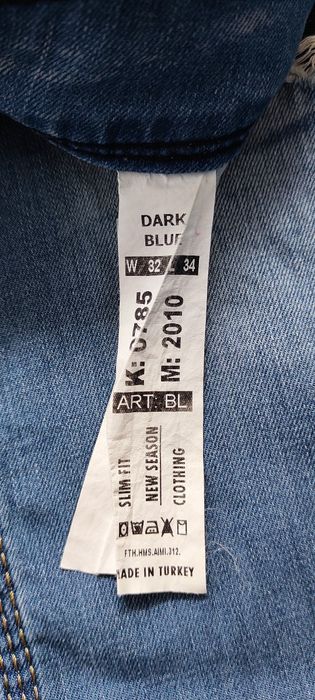 DARK
BLUE
W 32 L 34
K: 0785
M: 2010
ART: BL
SLIM FIT
NEW SEASON
CLOTHING
FTH.HMS.AIMI.312.
MADE IN TURKEY